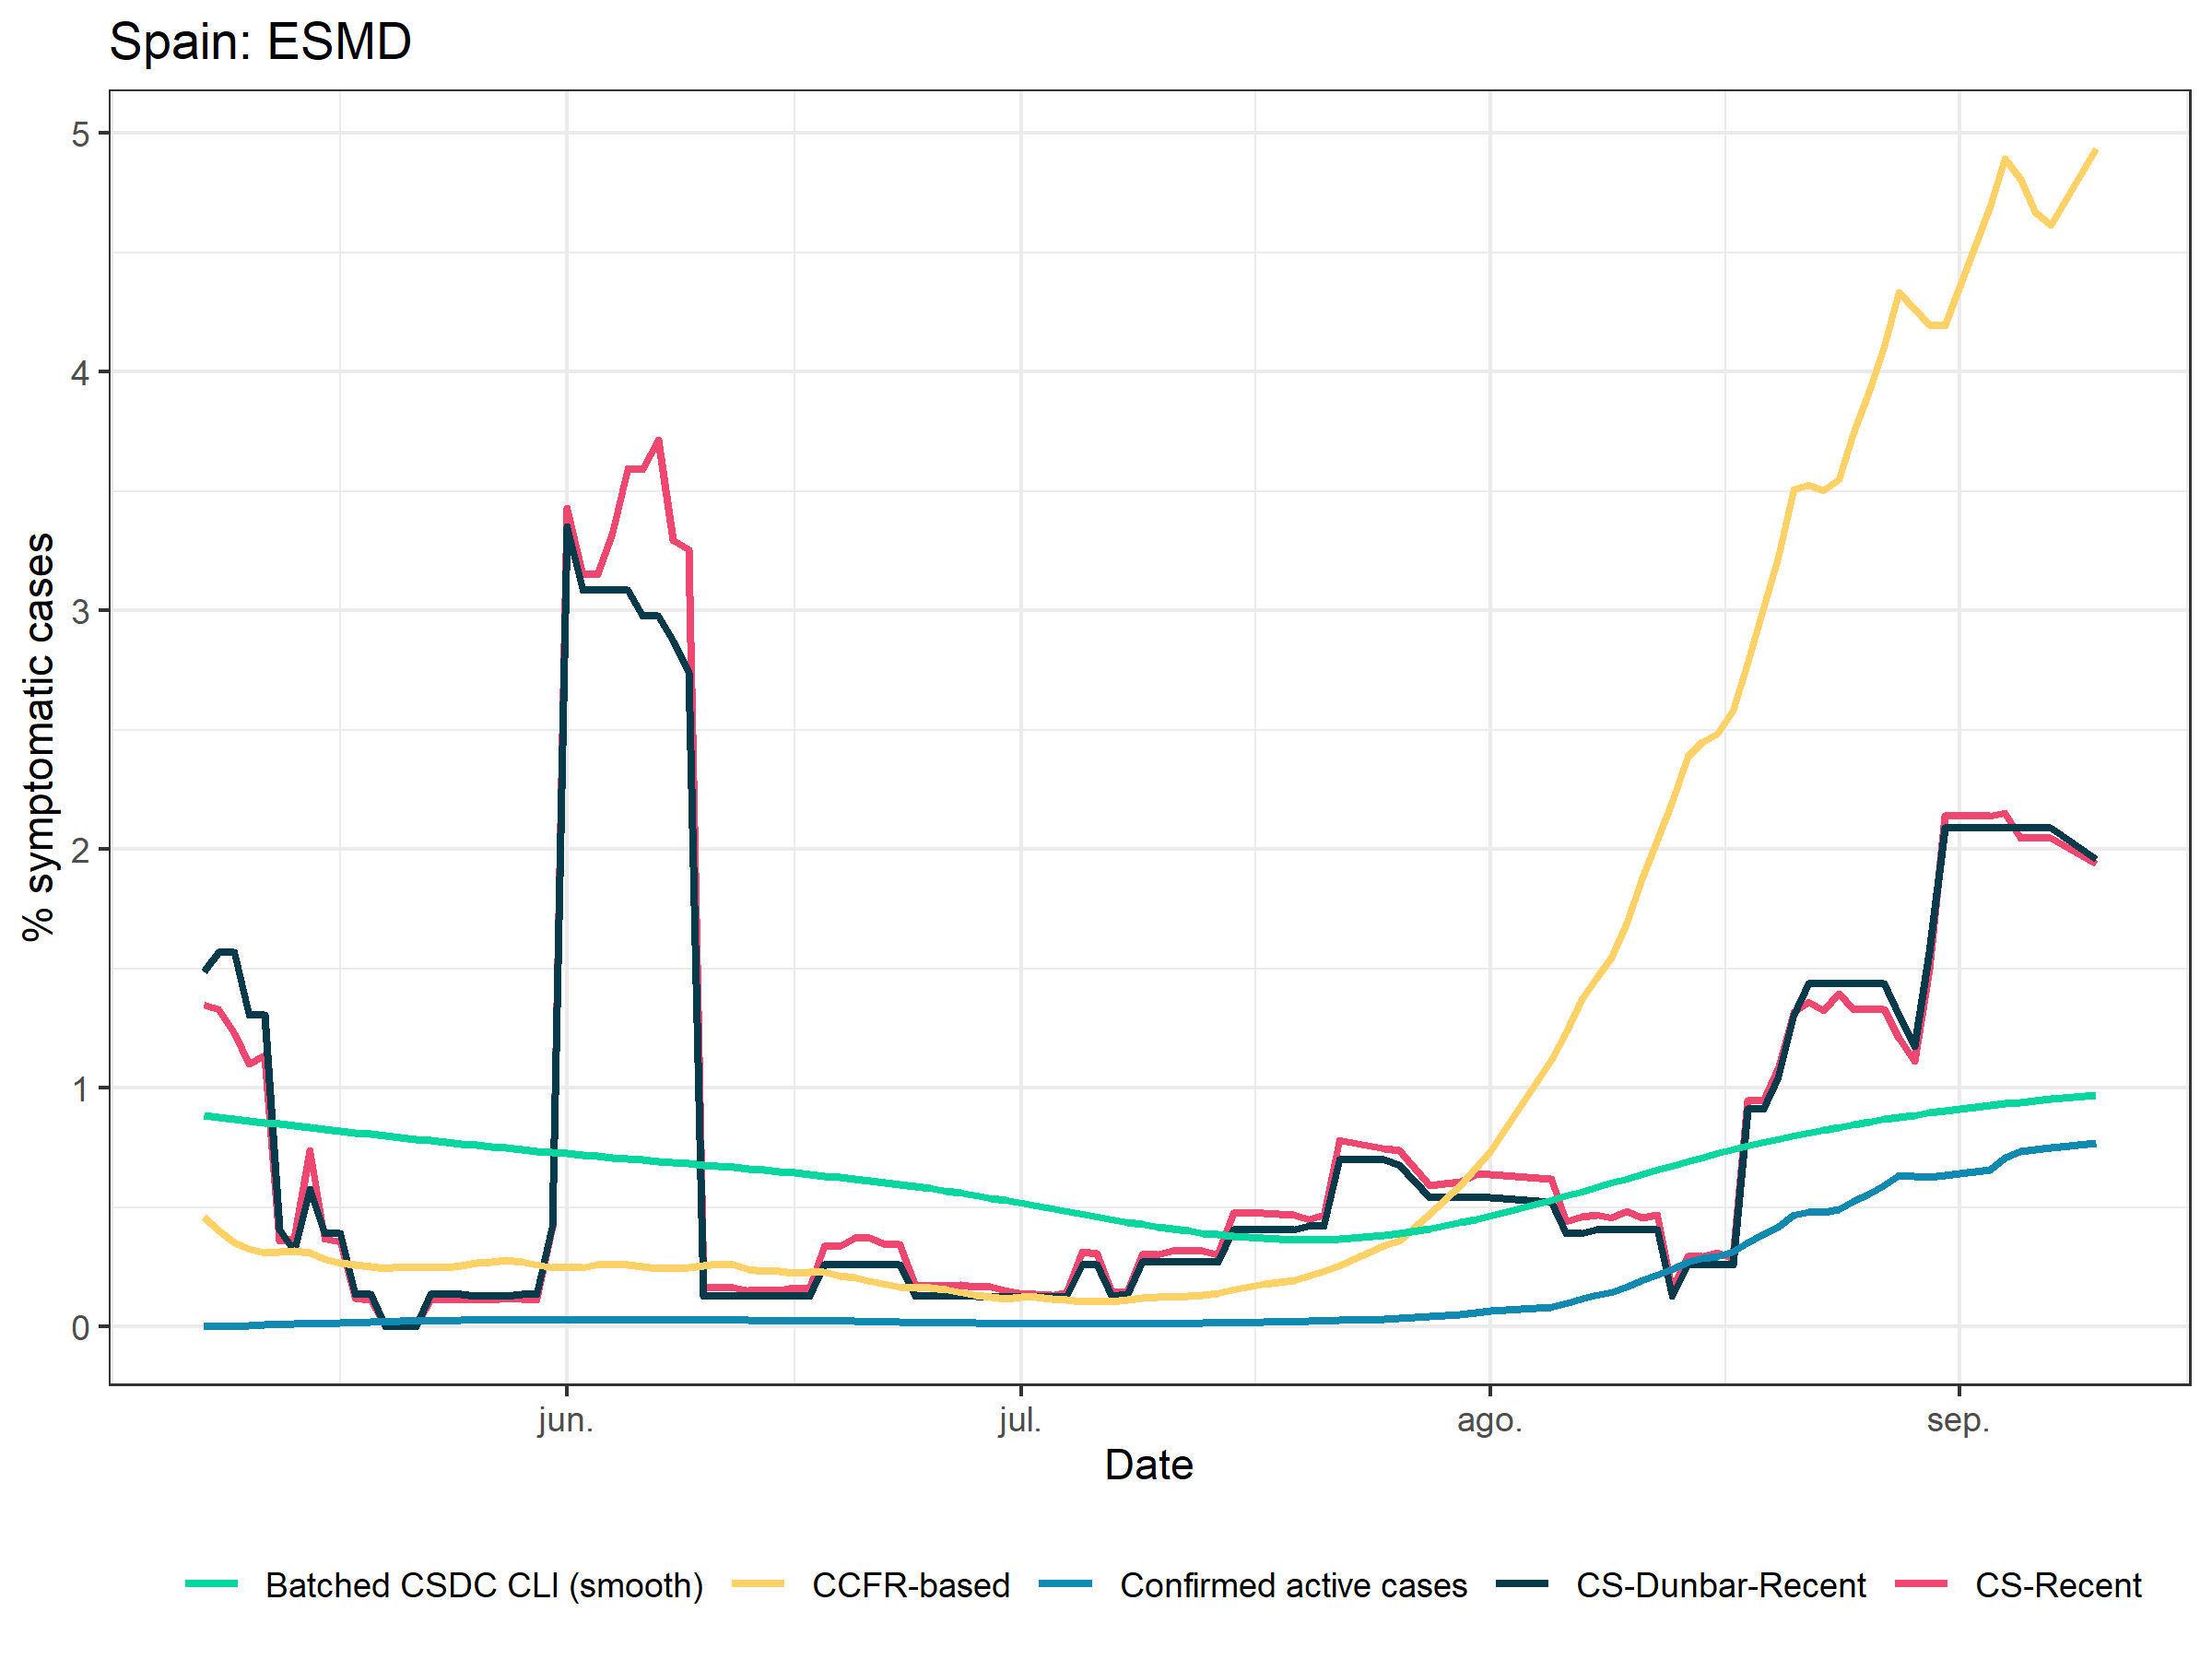 Spain: ESMD
% symptomatic cases
5
4
3
2
1
0
jun. jul. ago. sep.
Date
Batched CSDC CLI (smooth) CCFR-based Confirmed active cases CS-Dunbar-Recent CS-Recent